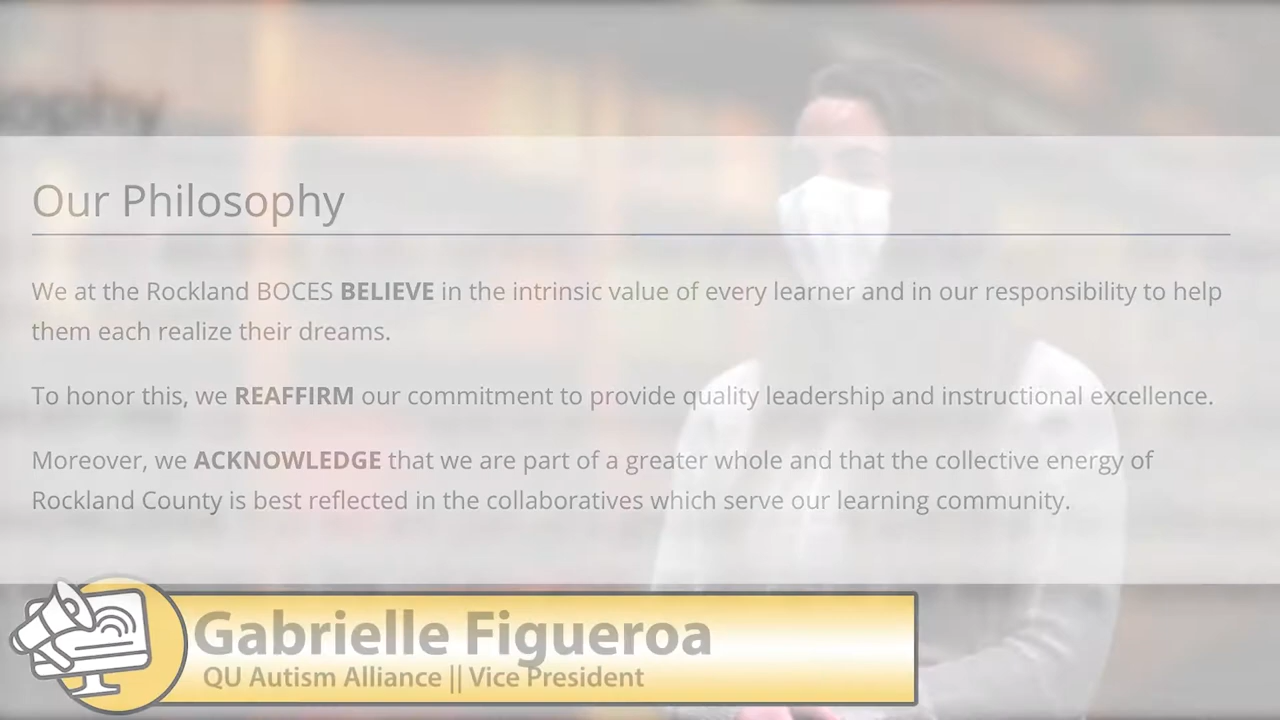 osophy
Our Philosophy
We at the Rockland BOCES BELIEVE in the intrinsic value of every learner and in our responsibility to help
them each realize their dreams.
To honor this, we REAFFIRM our commitment to provide quality leadership and instructional excellence.
Moreover, we ACKNOWLEDGE that we are part of a greater whole and that the collective energy of
Rockland County is best reflected in the collaboratives which serve our learning community.
Gabrielle Figueroa
QU Autism Alliance || Vice President